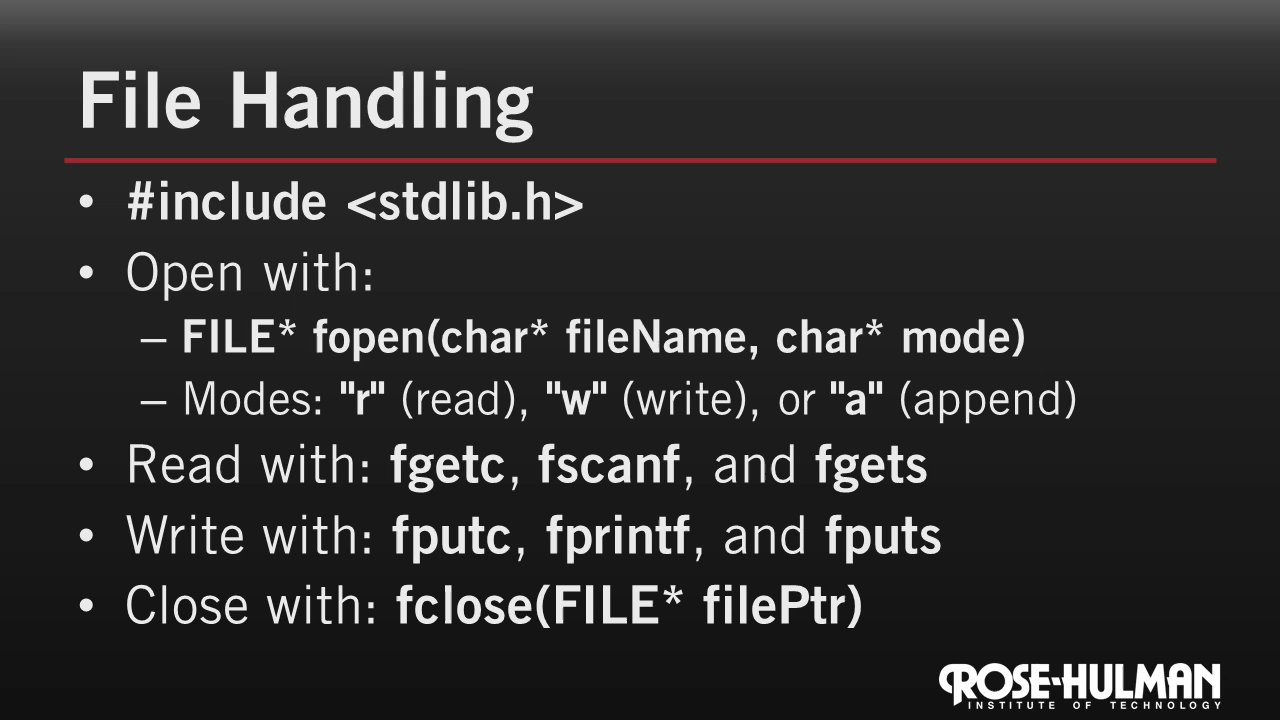 File Handling
• #include <stdlib.h>
• Open with:
– FILE* fopen(char* fileName, char* mode)
– Modes: "r" (read), "w" (write), or "a" (append)
• Read with: fgetc, fscanf, and fgets
• Write with: fputc, fprintf, and fputs
• Close with: fclose(FILE* filePtr)
ROSE-HULMAN
INSTITUTE OF TECHNOLOGY